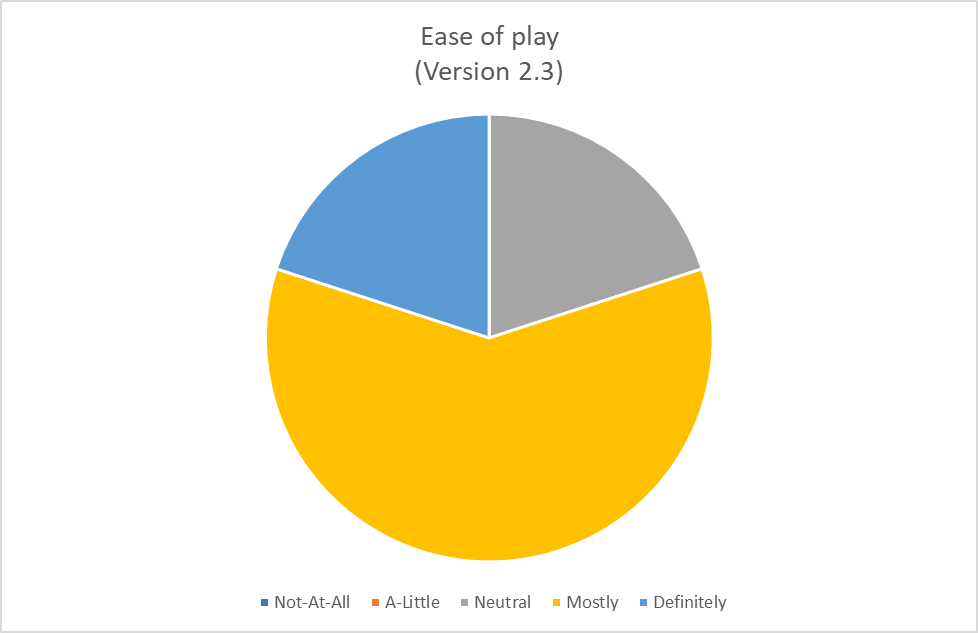 Ease of play
(Version 2.3)
Not-At-All A-Little Neutral Mostly Definitely